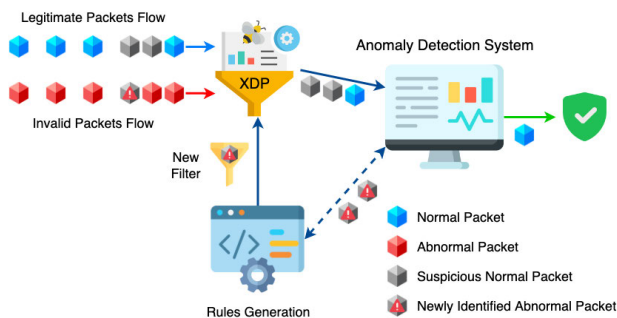 Legitimate Packets Flow
Invalid Packets Flow
XDP
Anomaly Detection System
New
Filter
</>
Rules Generation
Normal Packet
Abnormal Packet
Suspicious Normal Packet
Newly Identified Abnormal Packet